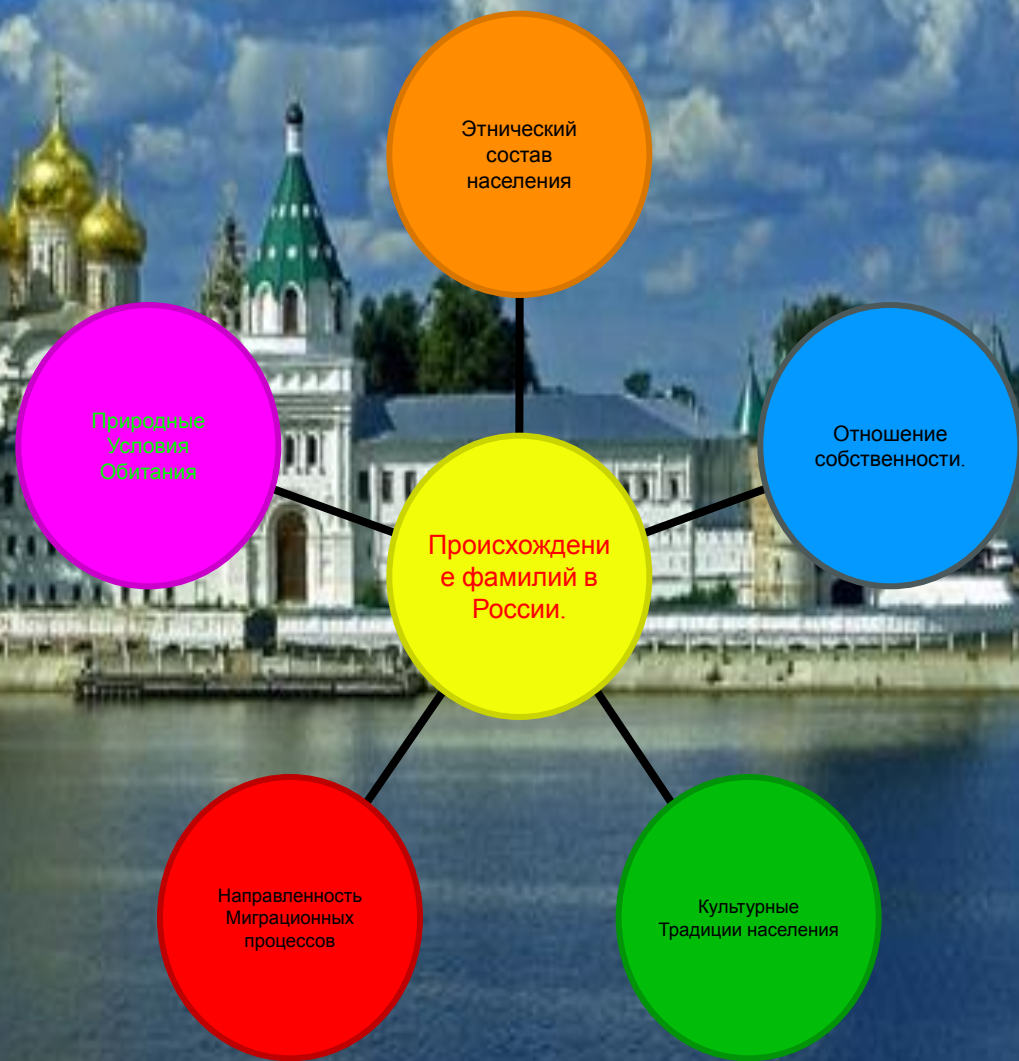 Этнический
состав
населения
Природные
Условия
Обитания
Отношение
собственности.
Происхождени
е фамилий в
России.
Направленность
Миграционных
процессов
Культурные
Традиции населения